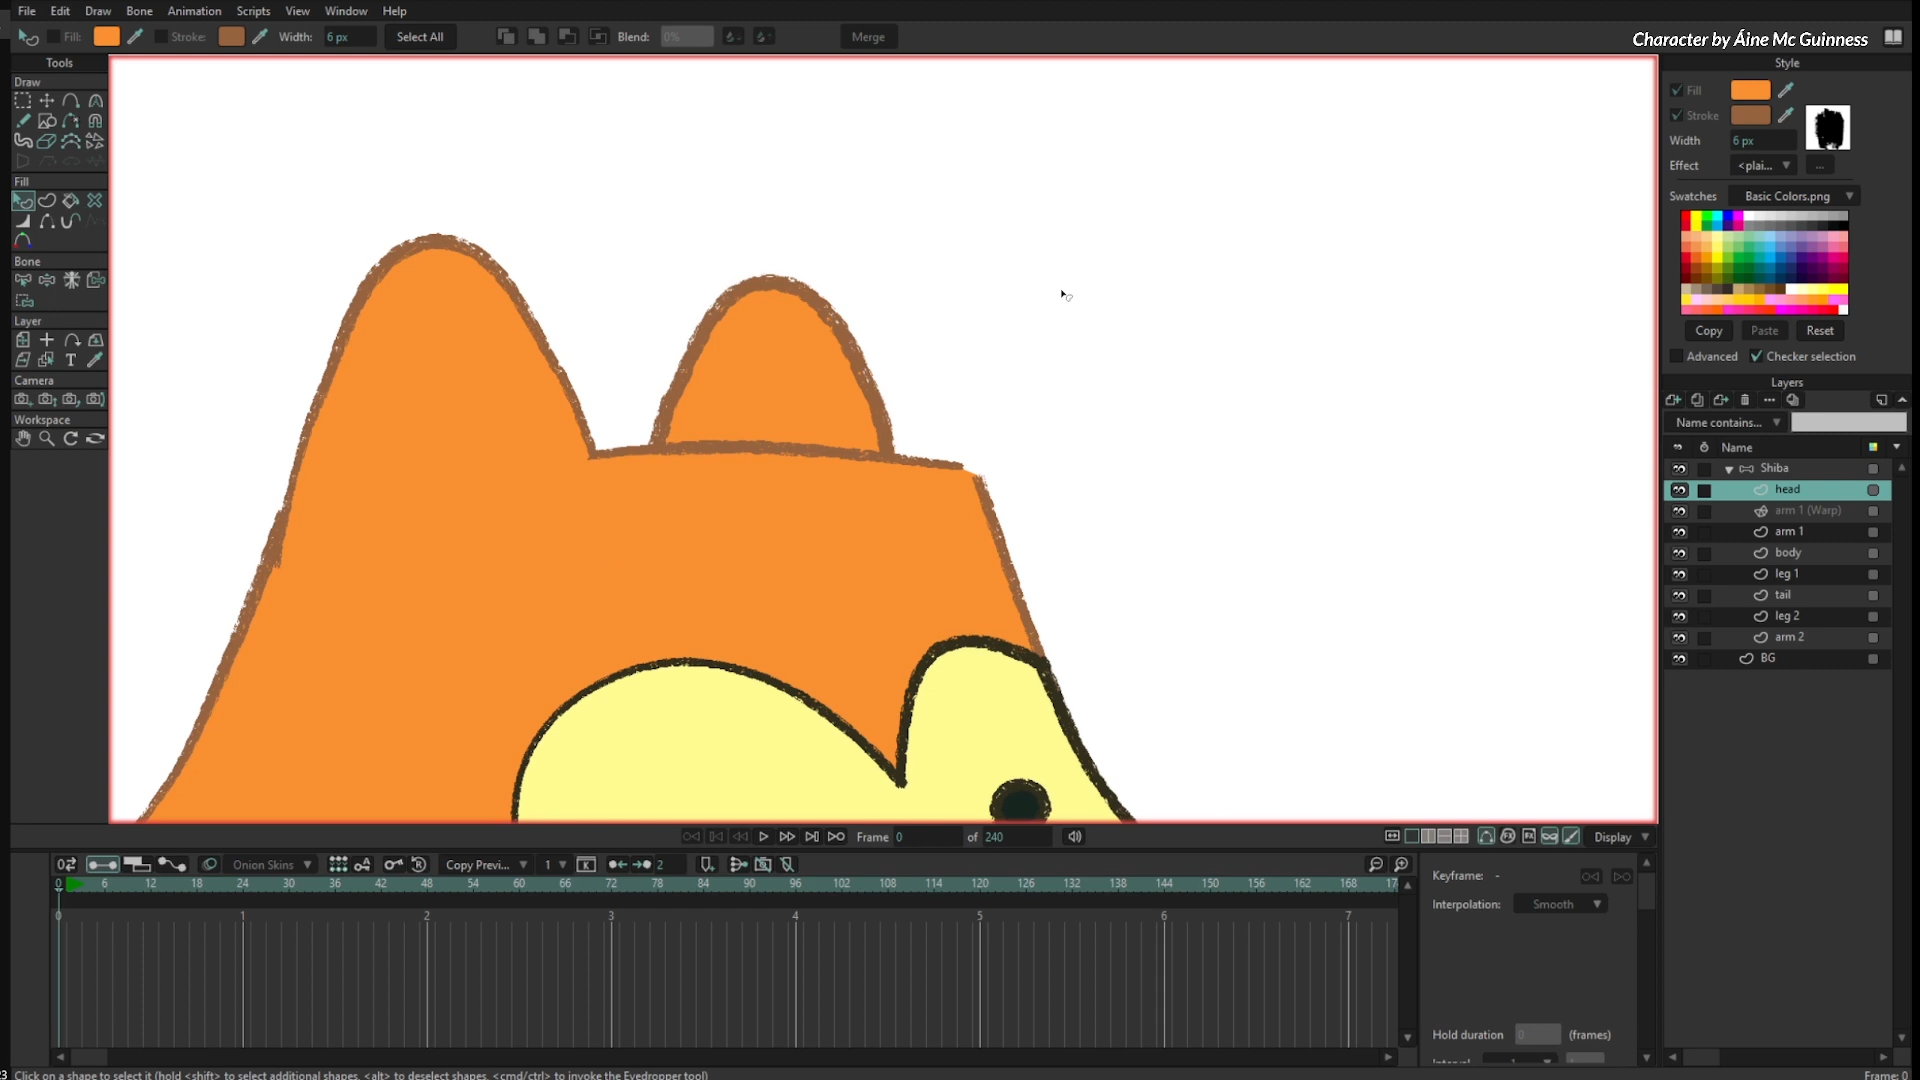 File Edit Draw Bone Animation Scripts View Window Help
Fill: Stroke: Width: 6 px Select All Blend: 0% Merge
Character by Áine Mc Guinness
Tools
Draw
Fill
Bone
Layer
Camera
Workspace
Style
Fill
Stroke
Width 6 px
Effect <plai... ...
Swatches Basic Colors.png
Copy Paste Reset
Advanced Checker selection
Layers
Name contains...
Name
Shiba
head
arm 1 (Warp)
arm 1
body
leg 1
tail
leg 2
arm 2
BG
Frame 0 of 240 Display
Onion Skins Copy Previ... 1 2
0 6 12 18 24 30 36 42 48 54 60 66 72 78 84 90 96 102 108 114 120 126 132 138 144 150 156 162 168 17
0 1 2 3 4 5 6 7
Keyframe: -
Interpolation: Smooth
Hold duration 0 (frames)
Click on a shape to select it (hold <shift> to select additional shapes, <alt> to deselect shapes, <cmd/ctrl> to invoke the Eyedropper tool)
Frame: 0